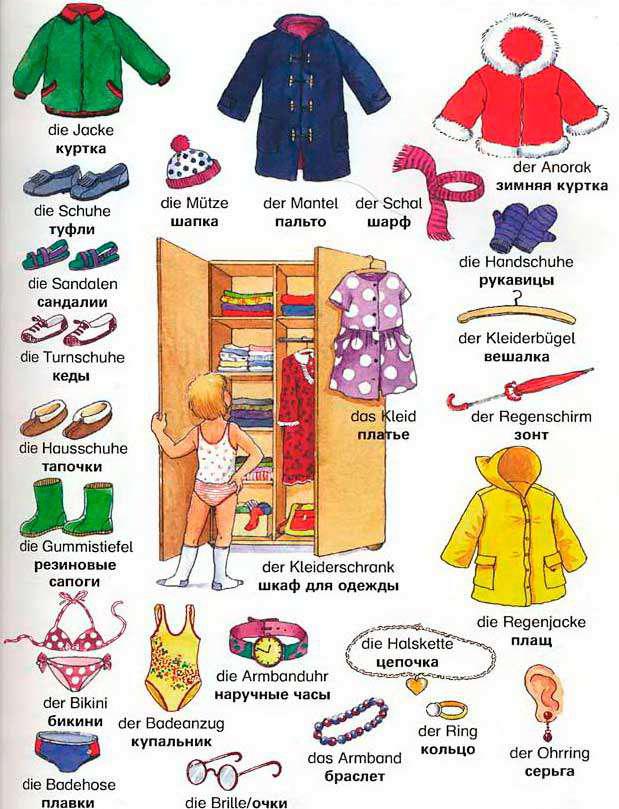 die Jacke
куртка
die Mütze
шапка
der Mantel
пальто
der Schal
шарф
der Anorak
зимняя куртка
die Schuhe
туфли
die Handschuhe
рукавицы
die Sandalen
сандалии
die Turnschuhe
кеды
der Kleiderbügel
вешалка
das Kleid
платье
der Regenschirm
зонт
die Hausschuhe
тапочки
die Gummistiefel
резиновые
сапоги
der Kleiderschrank
шкаф для одежды
die Regenjacke
плащ
der Bikini
бикини
der Badeanzug
купальник
die Armbanduhr
наручные часы
die Halskette
цепочка
der Ring
кольцо
der Ohrring
серьга
das Armband
браслет
die Badehose
плавки
die Brille/очки